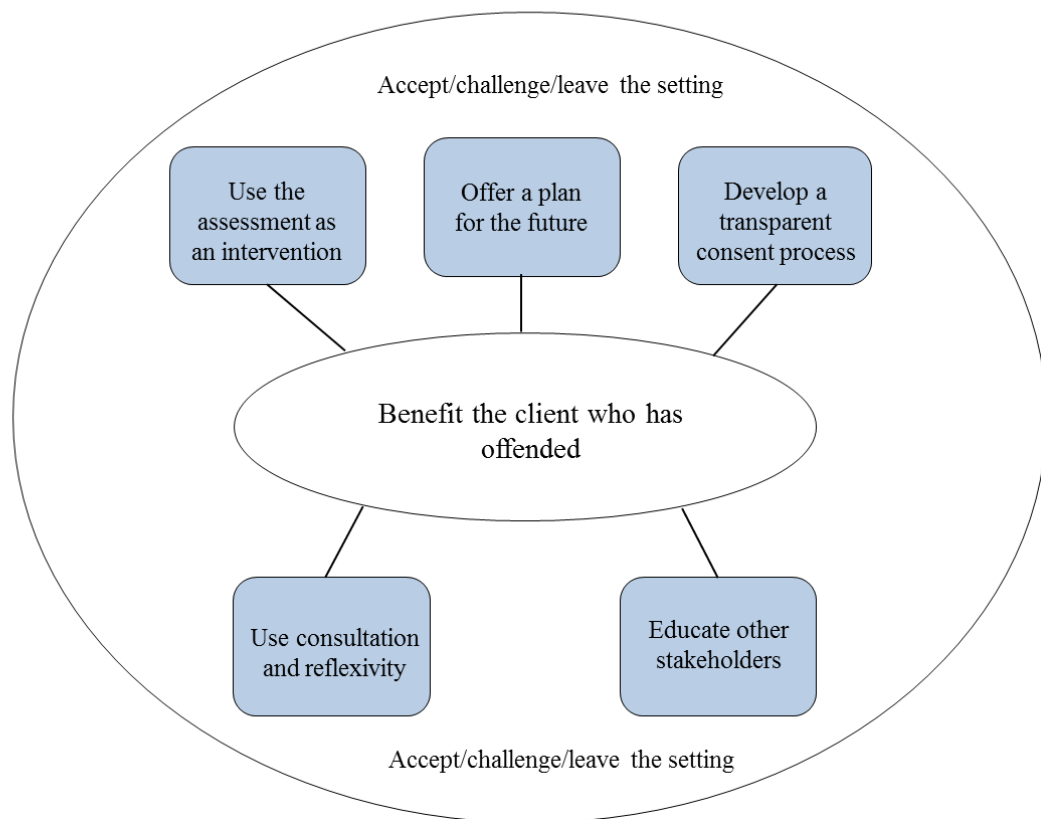 Accept/challenge/leave the setting
Use the
assessment as
an intervention
Offer a plan
for the future
Develop a
transparent
consent process
Benefit the client who has
offended
Use consultation
and reflexivity
Educate other
stakeholders
Accept/challenge/leave the setting